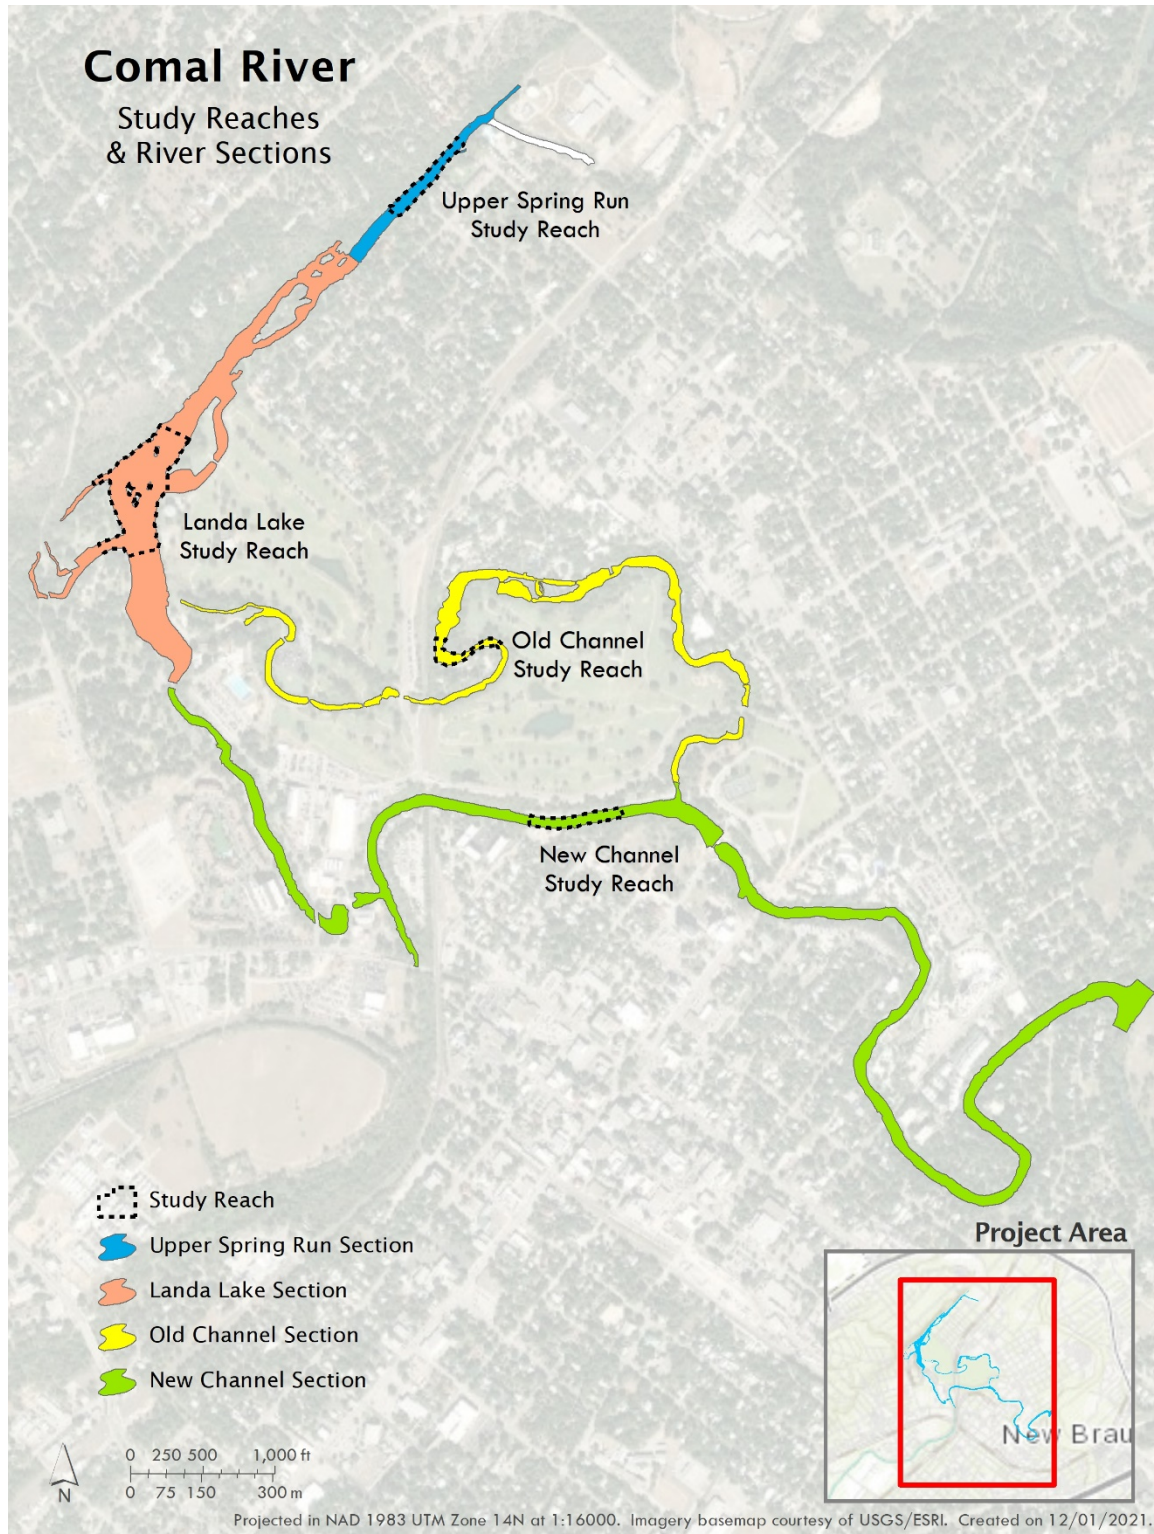 Comal River
Study Reaches
& River Sections
Upper Spring Run
Study Reach
Landa Lake
Study Reach
Old Channel
Study Reach
New Channel
Study Reach
Study Reach
Upper Spring Run Section
Landa Lake Section
Old Channel Section
New Channel Section
Project Area
New Brau
N
0 250 500 1,000 ft
0 75 150 300 m
Projected in NAD 1983 UTM Zone 14N at 1:16000. Imagery basemap courtesy of USGS/ESRI. Created on 12/01/2021.